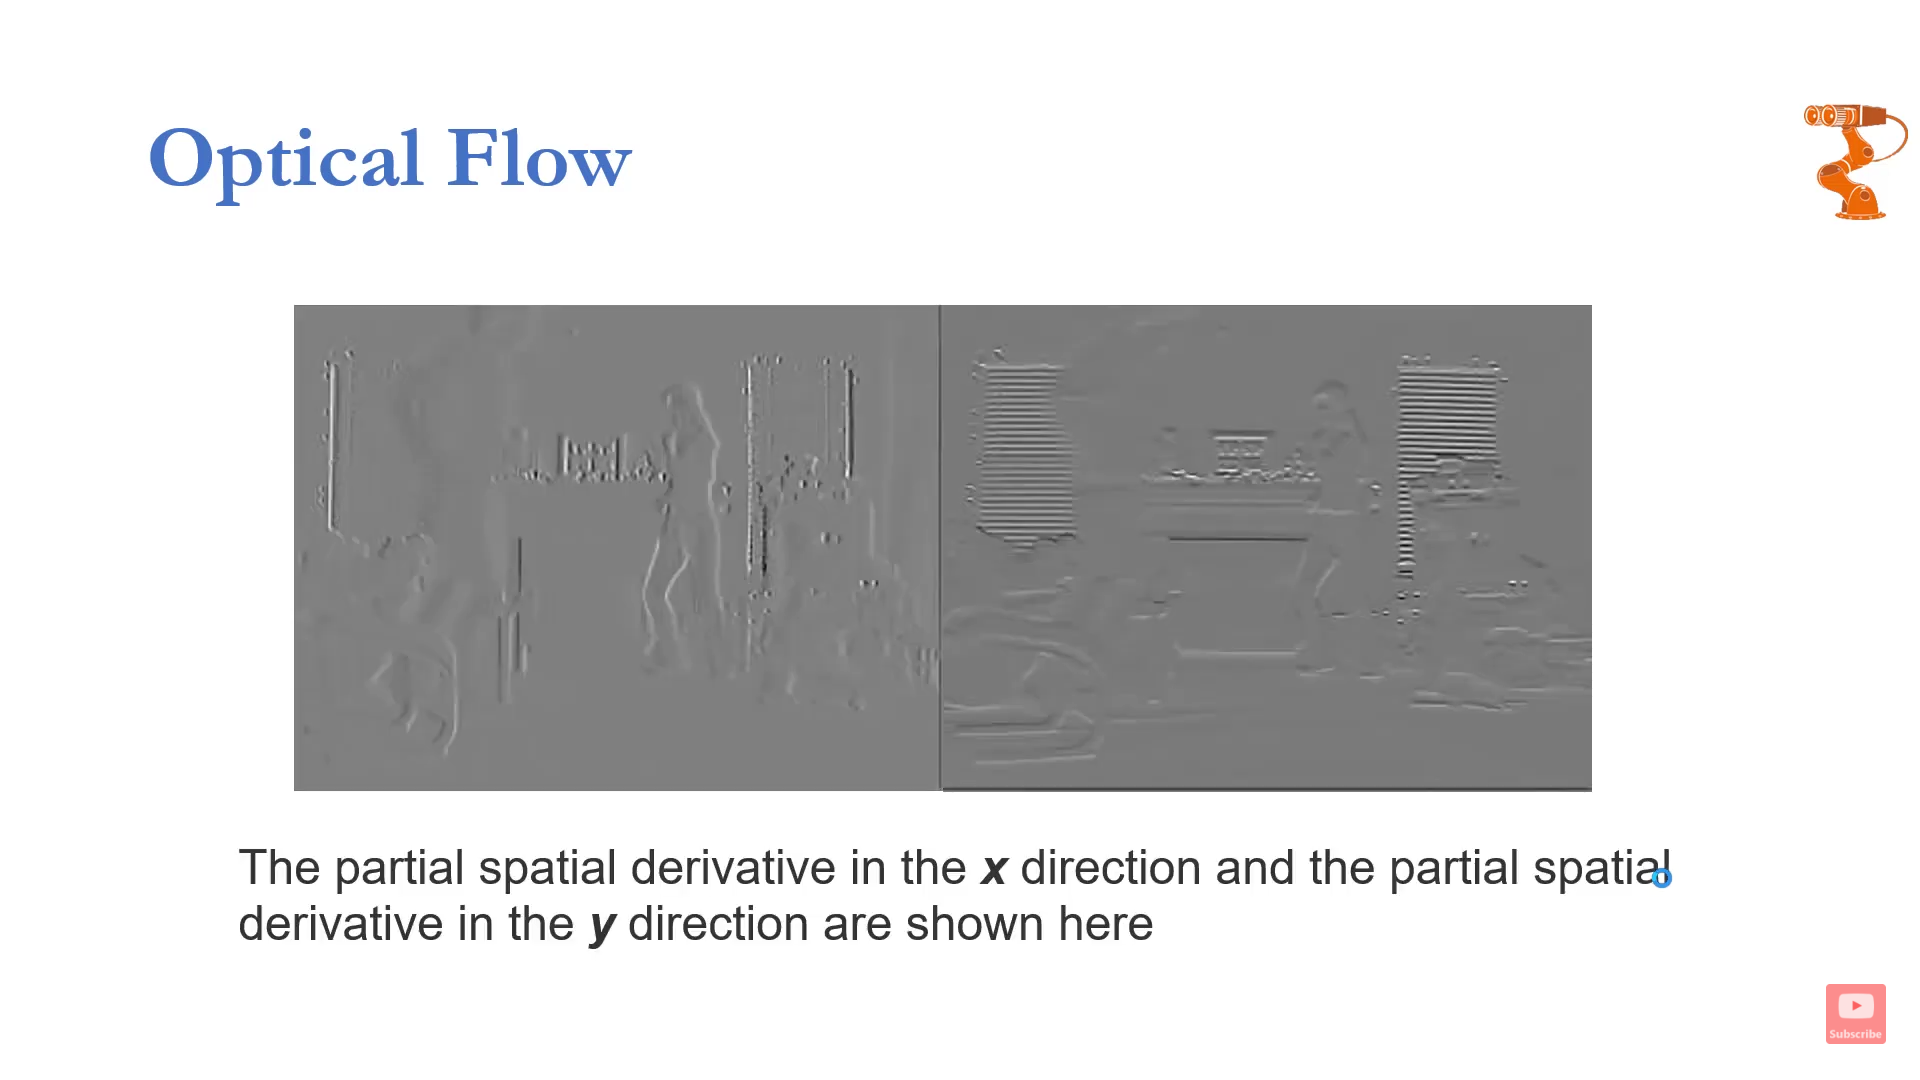 Optical Flow
The partial spatial derivative in the x direction and the partial spatial
derivative in the y direction are shown here
Subscribe